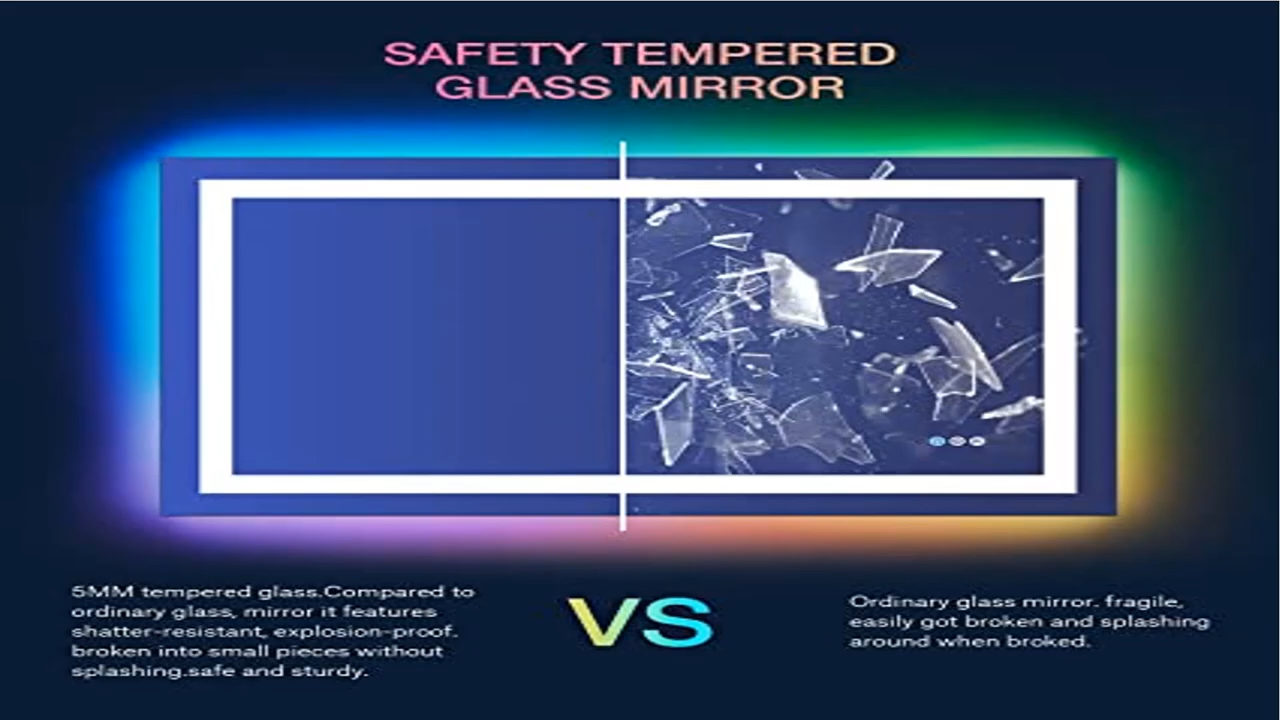 SAFETY TEMPERED
GLASS MIRROR
5MM tempered glass.Compared to
ordinary glass, mirror it features
shatter-resistant, explosion-proof.
broken into small pieces without
splashing.safe and sturdy.
VS
Ordinary glass mirror. fragile,
easily got broken and splashing
around when broked.